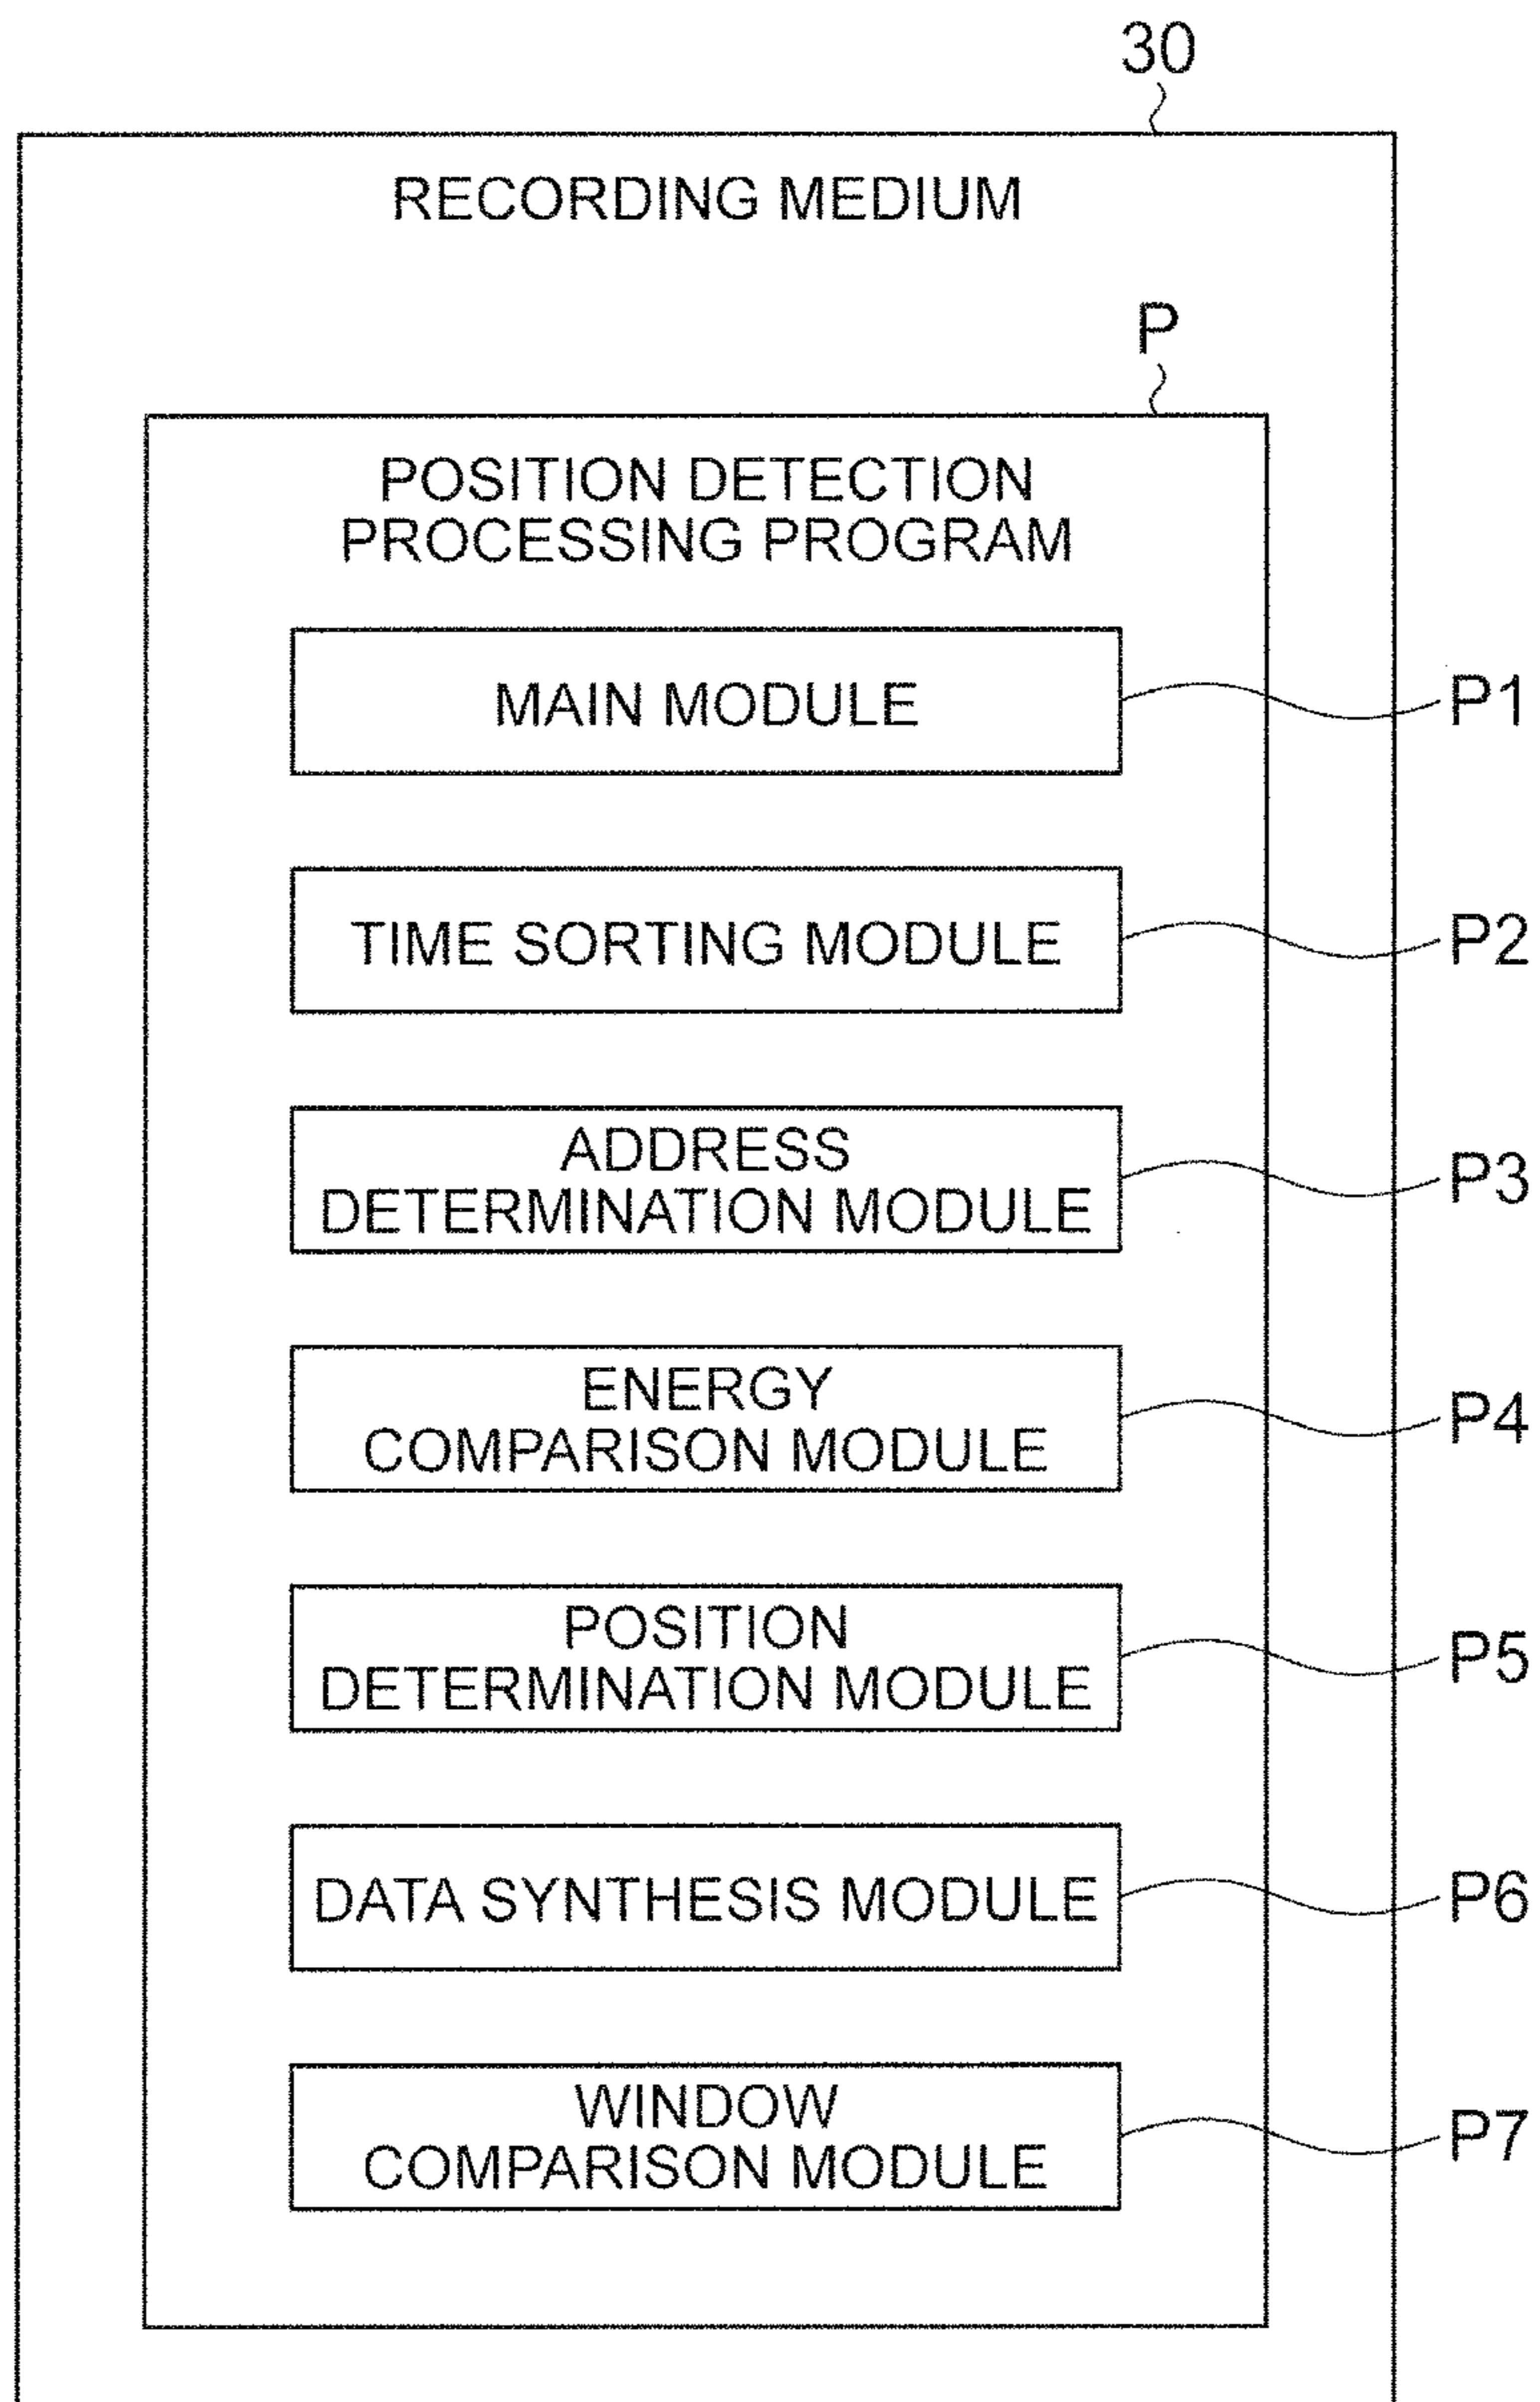 30
RECORDING MEDIUM
P
POSITION DETECTION
PROCESSING PROGRAM
MAIN MODULE
P1
TIME SORTING MODULE
P2
ADDRESS
DETERMINATION MODULE
P3
ENERGY
COMPARISON MODULE
P4
POSITION
DETERMINATION MODULE
P5
DATA SYNTHESIS MODULE
P6
WINDOW
COMPARISON MODULE
P7